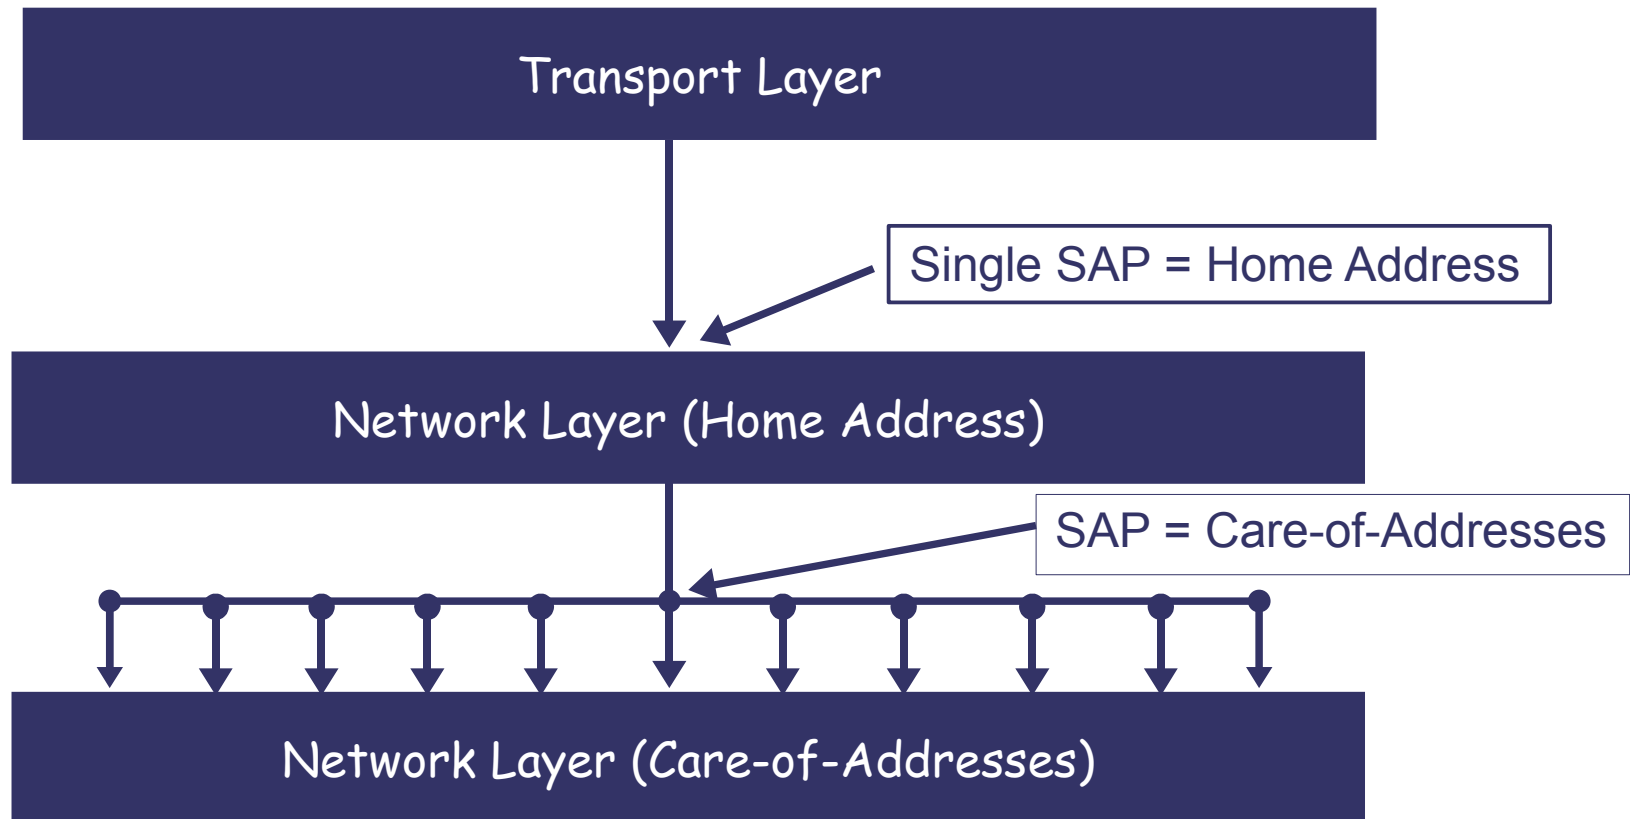 Transport Layer
Single SAP = Home Address
Network Layer (Home Address)
SAP = Care-of-Addresses
Network Layer (Care-of-Addresses)